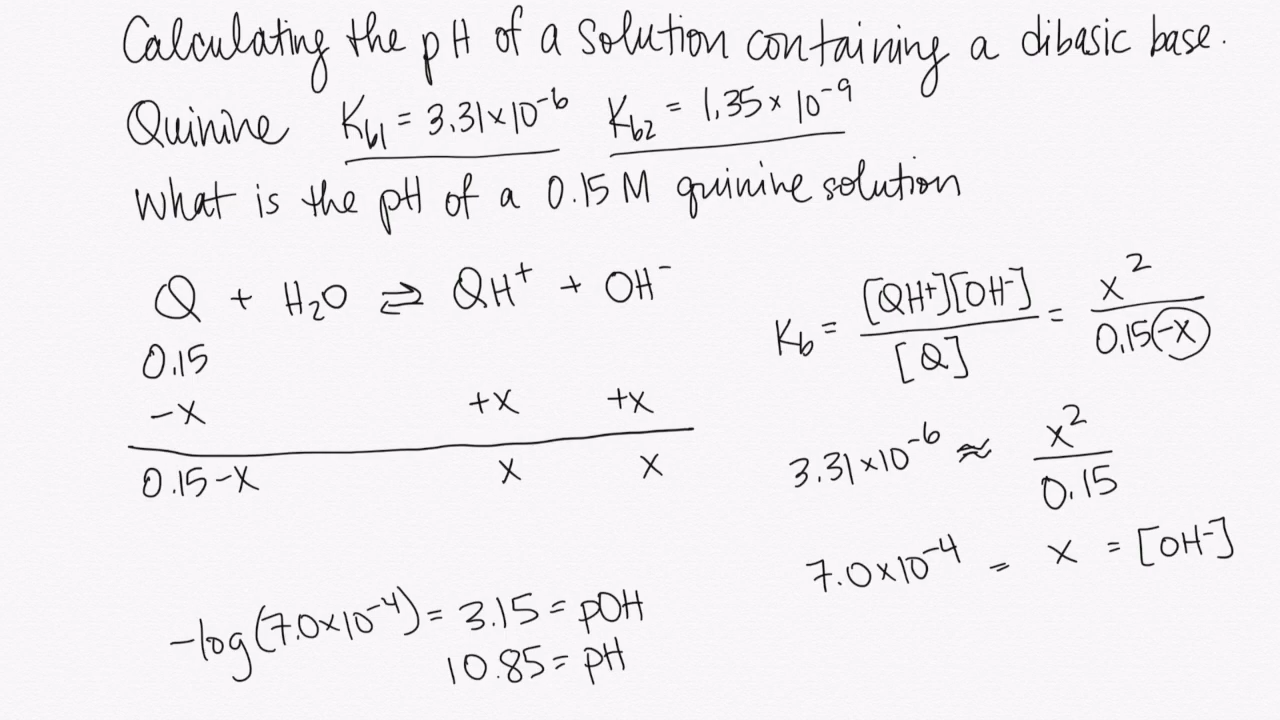 Calculating the pH of a solution containing a dibasic base.
Quinine Kb1 = 3.31×10⁻⁶ Kb2 = 1.35×10⁻⁹
What is the pH of a 0.15 M quinine solution
Q + H₂O ⇌ QH⁺ + OH⁻
0.15
-x +x +x
0.15-x x x
Kb = [QH⁺][OH⁻] / [Q] = x² / 0.15-x
3.31×10⁻⁶ ≈ x² / 0.15
7.0×10⁻⁴ = x = [OH⁻]
-log(7.0×10⁻⁴) = 3.15 = pOH
10.85 = pH